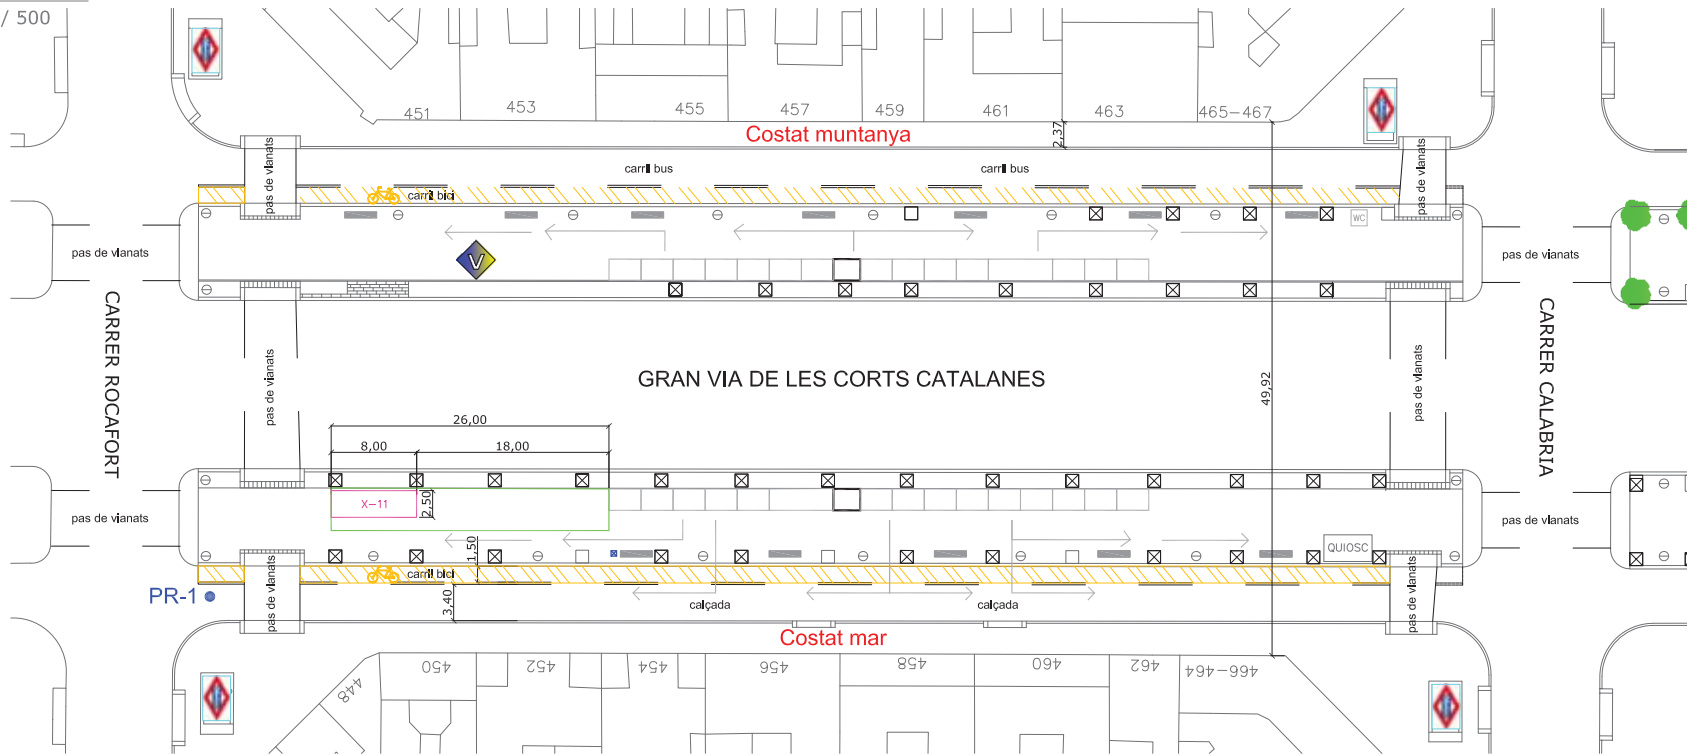 / 500
451
453
455
457
459
461
463
465-467
Costat muntanya
2,37
carril bus
carril bus
pas de vianats
pas de vianats
carril bici
WC
pas de vianats
V
pas de vianats
CARRER ROCAFORT
pas de vianats
GRAN VIA DE LES CORTS CATALANES
49,92
pas de vianats
CARRER CALABRIA
26,00
8,00
18,00
X-11
2,50
pas de vianats
pas de vianats
1,50
QUIOSC
carril bici
PR-1
pas de vianats
3,40
calçada
calçada
pas de vianats
Costat mar
448
450
452
454
456
458
460
462
466-464